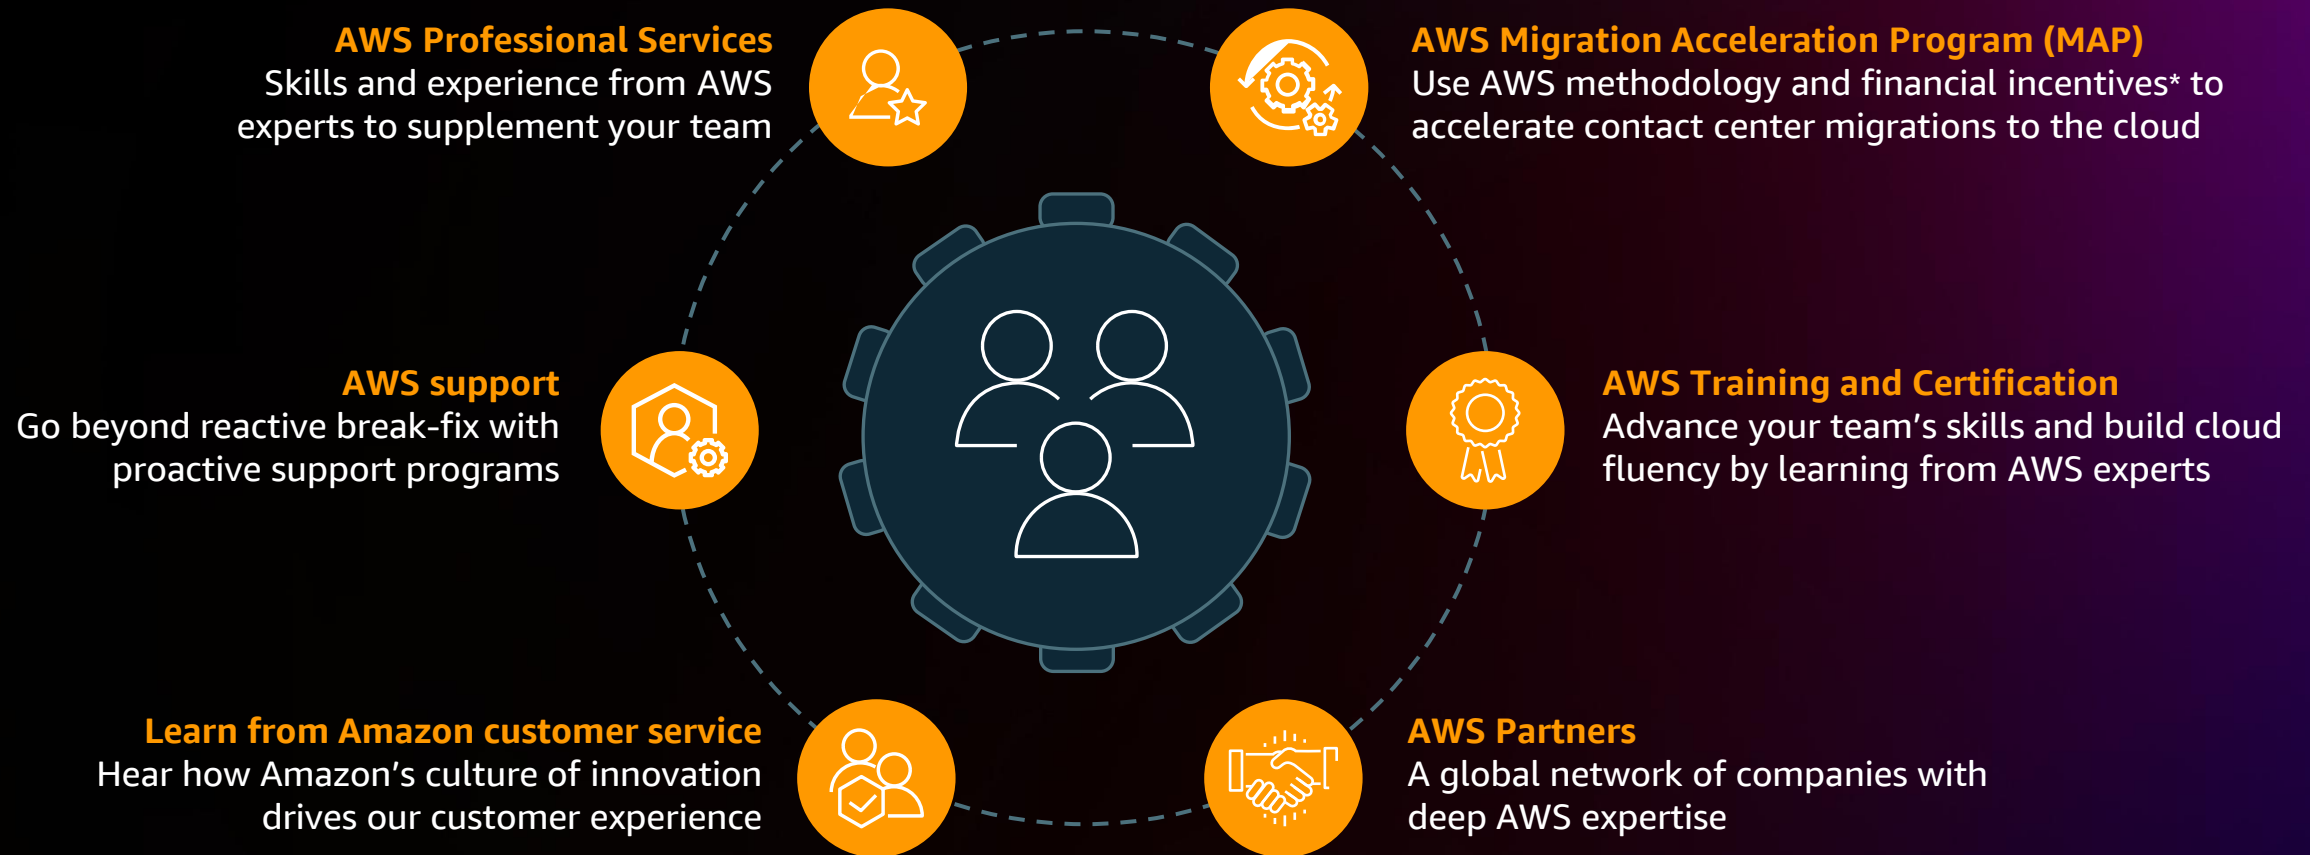 AWS Professional Services
Skills and experience from AWS
experts to supplement your team
AWS Migration Acceleration Program (MAP)
Use AWS methodology and financial incentives* to
accelerate contact center migrations to the cloud
AWS support
Go beyond reactive break-fix with
proactive support programs
AWS Training and Certification
Advance your team’s skills and build cloud
fluency by learning from AWS experts
Learn from Amazon customer service
Hear how Amazon’s culture of innovation
drives our customer experience
AWS Partners
A global network of companies with
deep AWS expertise